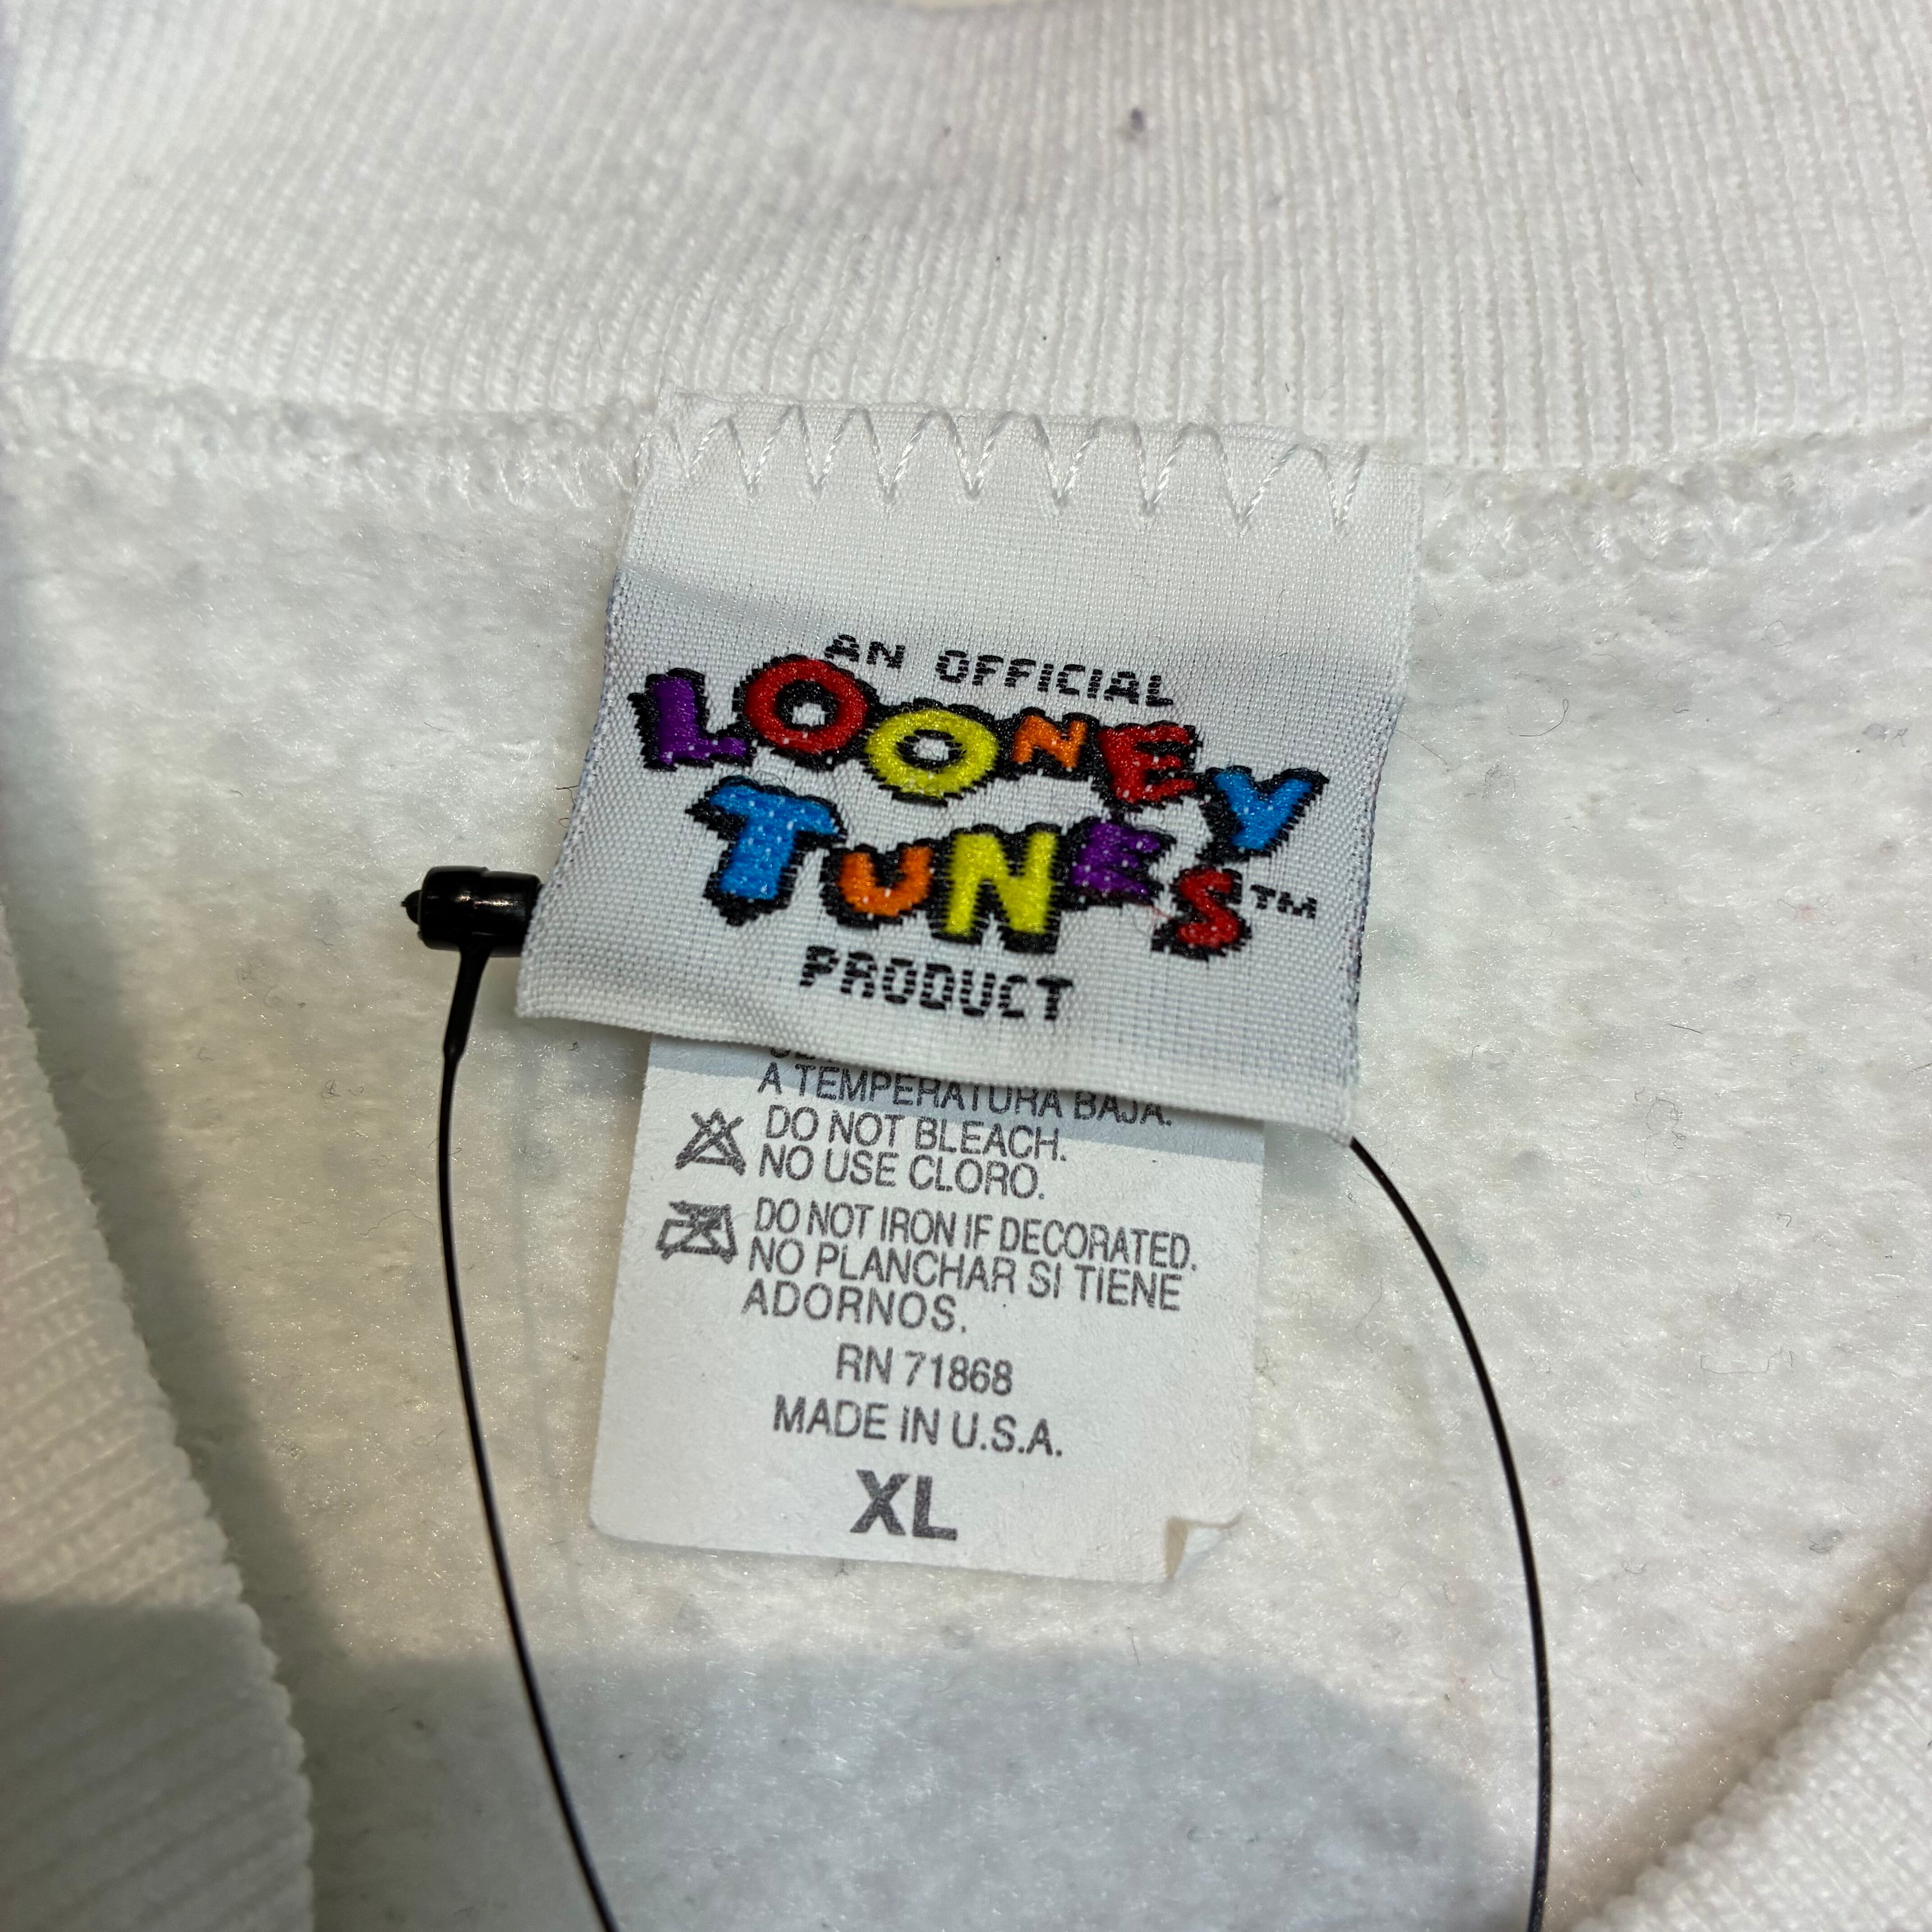 AN OFFICIAL
LOONEY
TUNES™
PRODUCT
A TEMPERATURA BAJA.
DO NOT BLEACH.
NO USE CLORO.
DO NOT IRON IF DECORATED.
NO PLANCHAR SI TIENE
ADORNOS.
RN 71868
MADE IN U.S.A.
XL